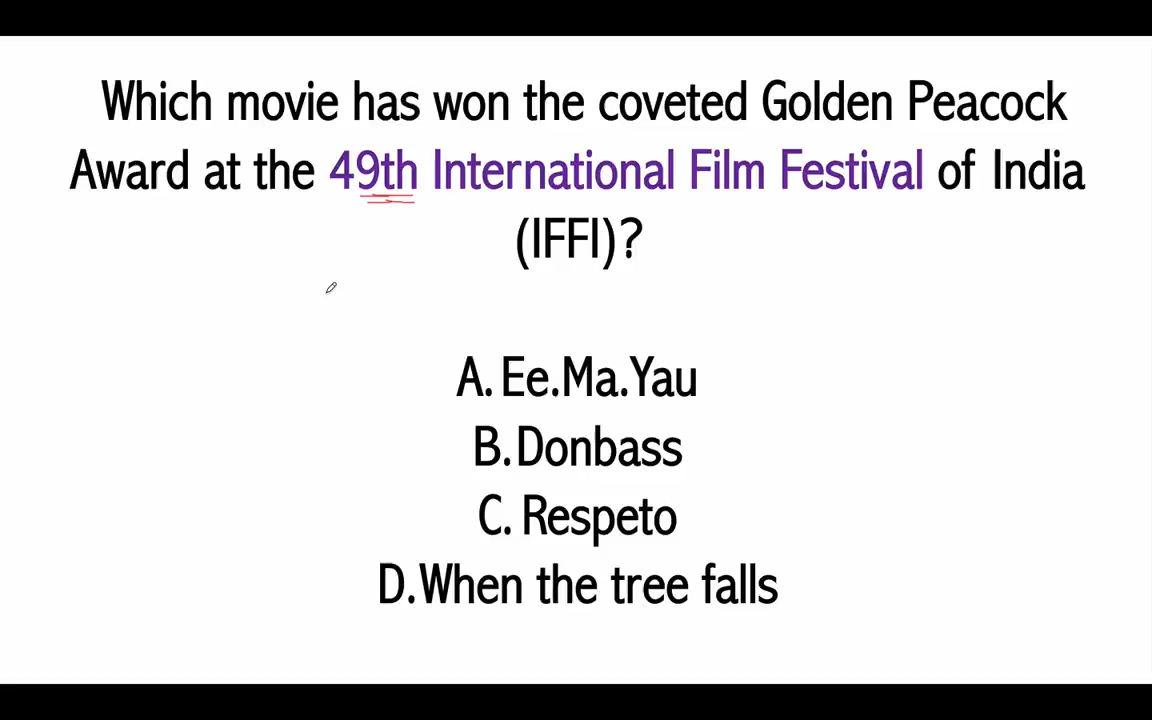 Which movie has won the coveted Golden Peacock
Award at the 49th International Film Festival of India
(IFFI)?
A. Ee.Ma.Yau
B.Donbass
C. Respeto
D.When the tree falls